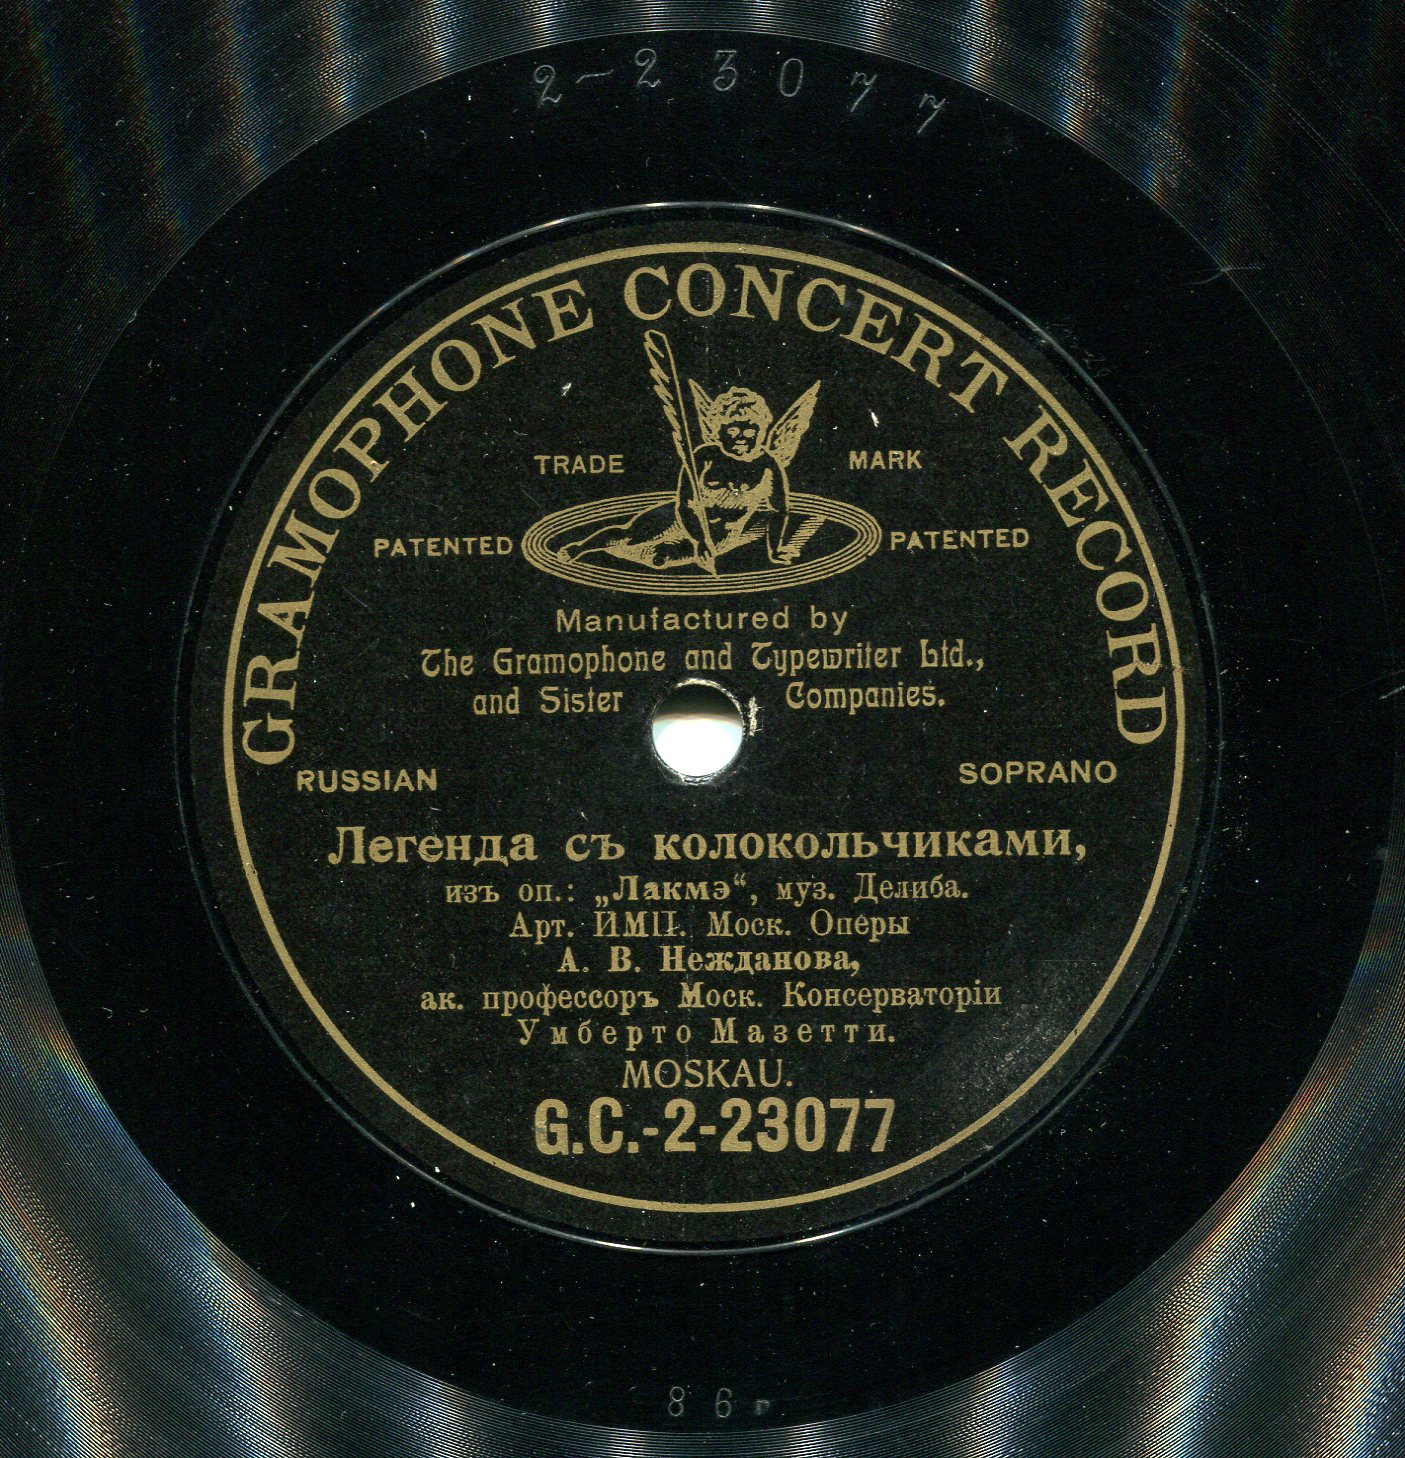 2-23077
GRAMOPHONE CONCERT RECORD
TRADE MARK
PATENTED PATENTED
Manufactured by
The Gramophone and Typewriter Ltd.,
and Sister Companies.
RUSSIAN SOPRANO
Легенда съ колокольчиками,
изъ оп.: „Лакмэ“, муз. Делиба.
Арт. ИМП. Моск. Оперы
А. В. Нежданова,
ак. профессоръ Моск. Консерваторіи
Умберто Мазетти.
MOSKAU.
G.C.-2-23077
86r